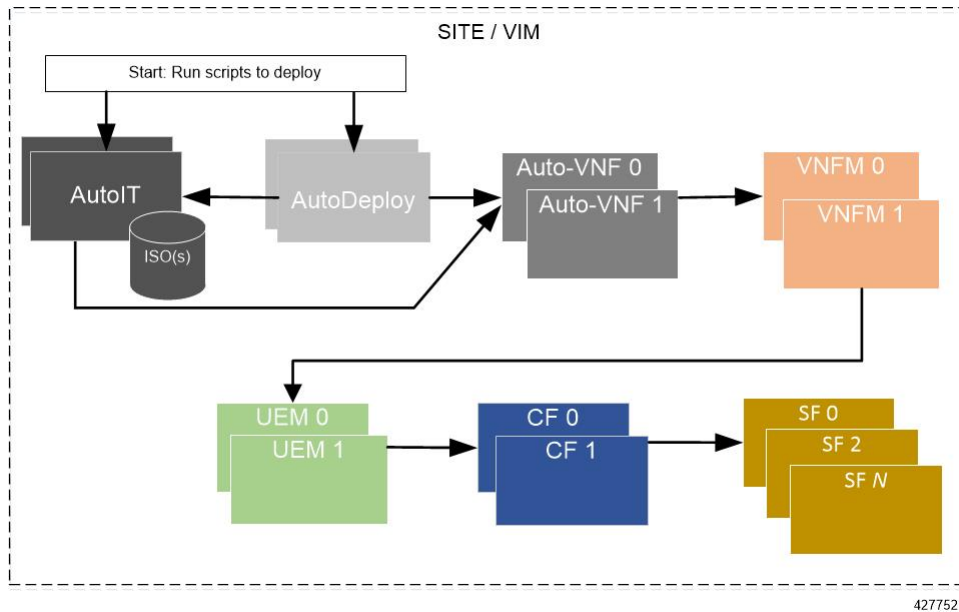 SITE / VIM
Start: Run scripts to deploy
AutoIT
ISO(s)
AutoDeploy
Auto-VNF 0
Auto-VNF 1
VNFM 0
VNFM 1
UEM 0
UEM 1
CF 0
CF 1
SF 0
SF 2
SF N
427752